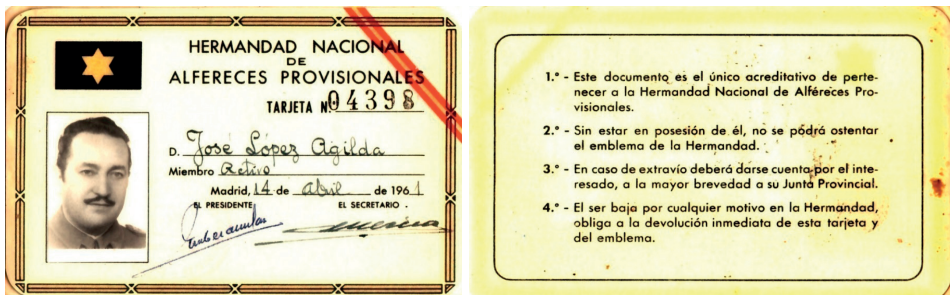 HERMANDAD NACIONAL
DE
ALFERECES PROVISIONALES
TARJETA N.º 04398
D. José López Agilda
Miembro Activo
Madrid, 14 de abril de 1961
EL PRESIDENTE EL SECRETARIO
1.º - Este documento es el único acreditativo de perte-
necer a la Hermandad Nacional de Alféreces Pro-
visionales.
2.º - Sin estar en posesión de él, no se podrá ostentar
el emblema de la Hermandad.
3.º - En caso de extravío deberá darse cuenta por el inte-
resado, a la mayor brevedad a su Junta Provincial.
4.º - El ser baja por cualquier motivo en la Hermandad,
obliga a la devolución inmediata de esta tarjeta y
del emblema.